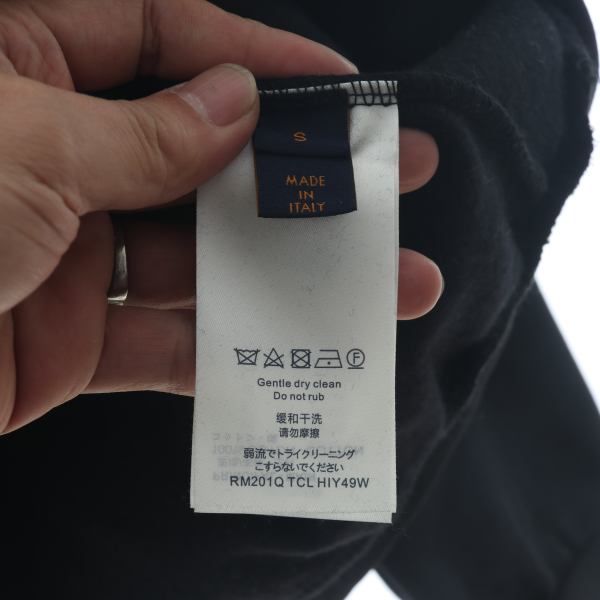 S
MADE
IN
ITALY
Gentle dry clean
Do not rub
缓和干洗
请勿摩擦
弱流でトライクリーニング
こすらないでください
RM201Q TCL HIY49W